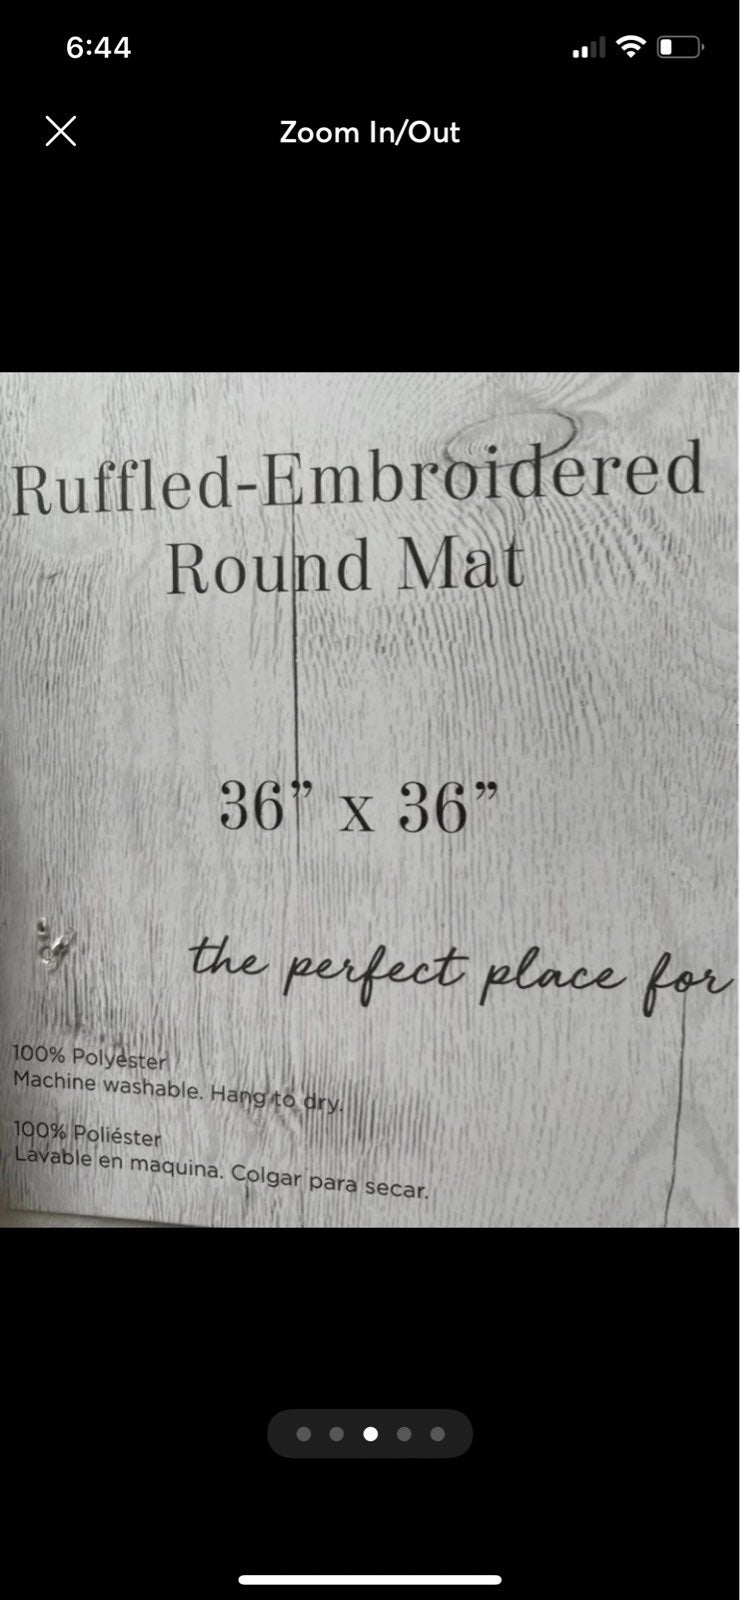 6:44
Zoom In/Out
Ruffled-Embroidered
Round Mat
36” x 36”
the perfect place for
100% Polyester
Machine washable. Hang to dry.
100% Poliéster
Lavable en maquina. Colgar para secar.